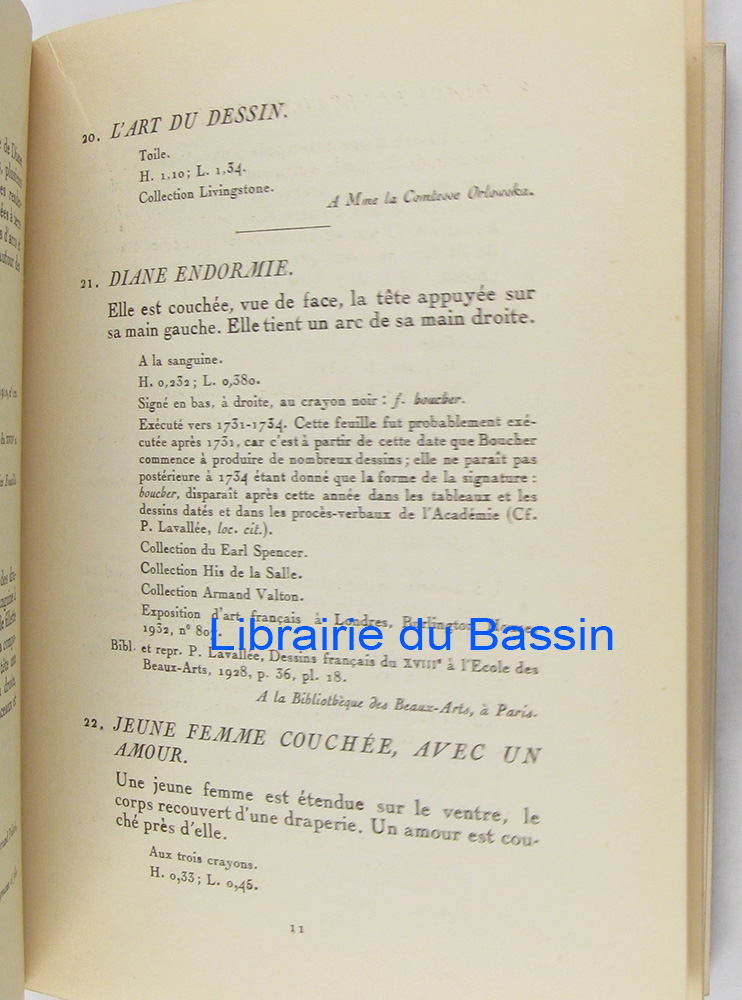 20. L'ART DU DESSIN.
Toile.
H. 1,10; L. 1,34.
Collection Livingstone.
A Mme la Comtesse Orlowska.
21. DIANE ENDORMIE.
Elle est couchée, vue de face, la tête appuyée sur
sa main gauche. Elle tient un arc de sa main droite.
A la sanguine.
H. 0,232; L. 0,380.
Signé en bas, à droite, au crayon noir : f. boucher.
Exécuté vers 1731-1734. Cette feuille fut probablement exé-
cutée après 1731, car c'est à partir de cette date que Boucher
commence à produire de nombreux dessins; elle ne paraît pas
postérieure à 1734 étant donné que la forme de la signature :
boucher, disparaît après cette année dans les tableaux et les
dessins datés et dans les procès-verbaux de l'Académie (Cf.
P. Lavallée, loc. cit.).
Collection du Earl Spencer.
Collection His de la Salle.
Collection Armand Valton.
Exposition d'art français à Londres, Burlington House,
1932, n° 80
Librairie du Bassin
Bibl. et repr. P. Lavallée, Dessins français du XVIIIe à l'Ecole des
Beaux-Arts, 1928, p. 36, pl. 18.
A la Bibliothèque des Beaux-Arts, à Paris.
22. JEUNE FEMME COUCHÉE, AVEC UN
AMOUR.
Une jeune femme est étendue sur le ventre, le
corps recouvert d'une draperie. Un amour est cou-
ché près d'elle.
Aux trois crayons.
H. 0,33; L. 0,45.
11